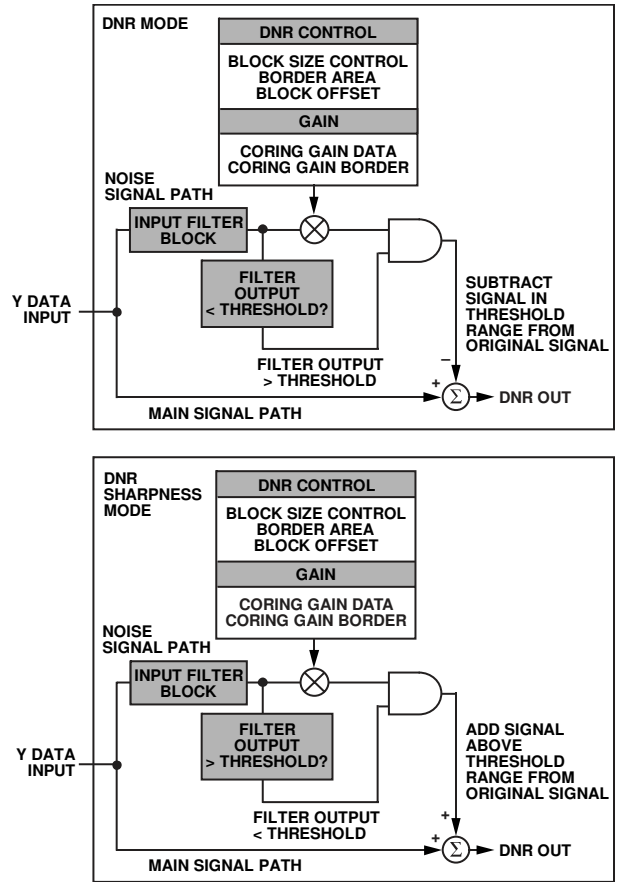 DNR MODE
DNR CONTROL
BLOCK SIZE CONTROL
BORDER AREA
BLOCK OFFSET
GAIN
CORING GAIN DATA
CORING GAIN BORDER
NOISE
SIGNAL PATH
INPUT FILTER
BLOCK
FILTER
OUTPUT
< THRESHOLD?
Y DATA
INPUT
SUBTRACT
SIGNAL IN
THRESHOLD
RANGE FROM
ORIGINAL SIGNAL
FILTER OUTPUT
> THRESHOLD
–
+
Σ
DNR OUT
MAIN SIGNAL PATH
DNR
SHARPNESS
MODE
DNR CONTROL
BLOCK SIZE CONTROL
BORDER AREA
BLOCK OFFSET
GAIN
CORING GAIN DATA
CORING GAIN BORDER
NOISE
SIGNAL PATH
INPUT FILTER
BLOCK
FILTER
OUTPUT
> THRESHOLD?
Y DATA
INPUT
ADD SIGNAL
ABOVE
THRESHOLD
RANGE FROM
ORIGINAL SIGNAL
FILTER OUTPUT
< THRESHOLD
+
+
Σ
DNR OUT
MAIN SIGNAL PATH